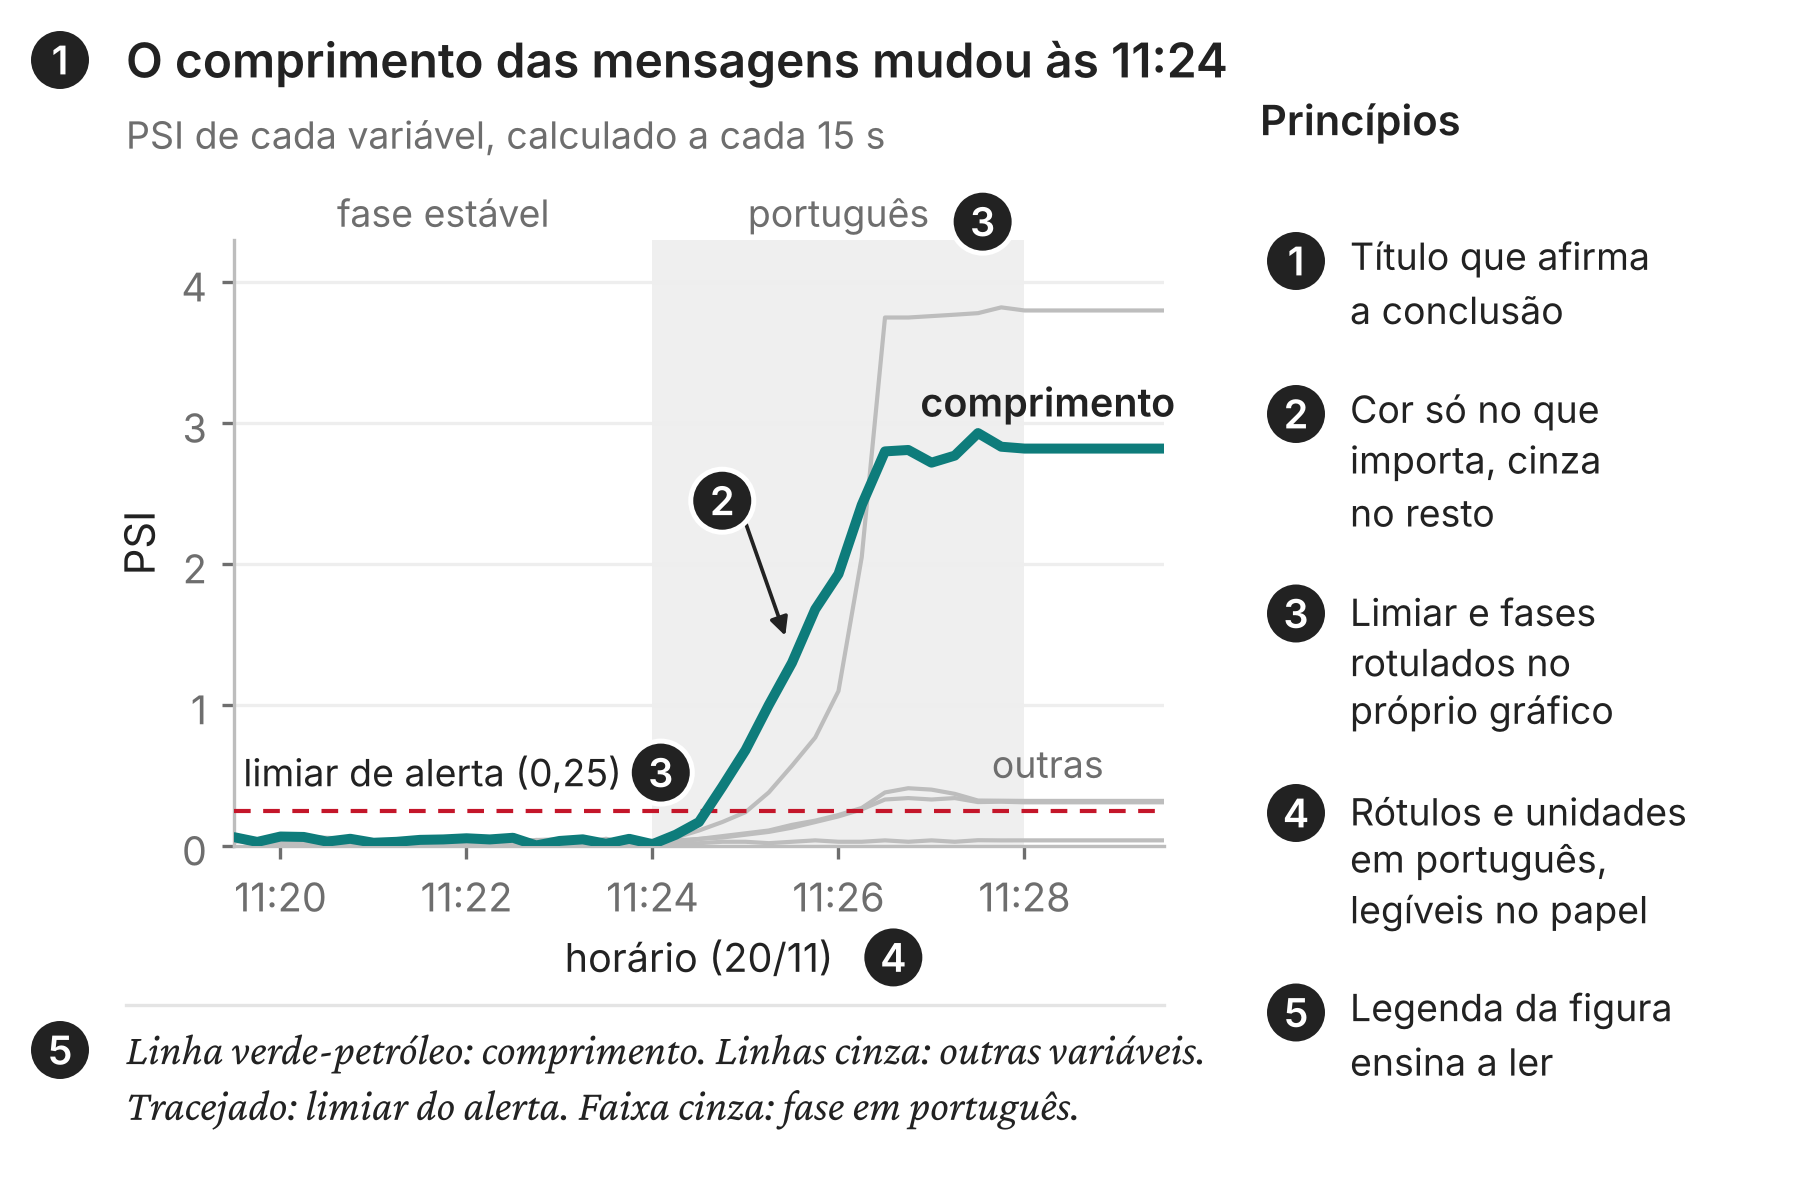 1 O comprimento das mensagens mudou às 11:24
PSI de cada variável, calculado a cada 15 s
fase estável
português 3
4
3
2
1
0
PSI
comprimento
2
limiar de alerta (0,25) 3
outras
11:20 11:22 11:24 11:26 11:28
horário (20/11) 4
5 Linha verde-petróleo: comprimento. Linhas cinza: outras variáveis.
Tracejado: limiar do alerta. Faixa cinza: fase em português.
Princípios
1 Título que afirma
a conclusão
2 Cor só no que
importa, cinza
no resto
3 Limiar e fases
rotulados no
próprio gráfico
4 Rótulos e unidades
em português,
legíveis no papel
5 Legenda da figura
ensina a ler